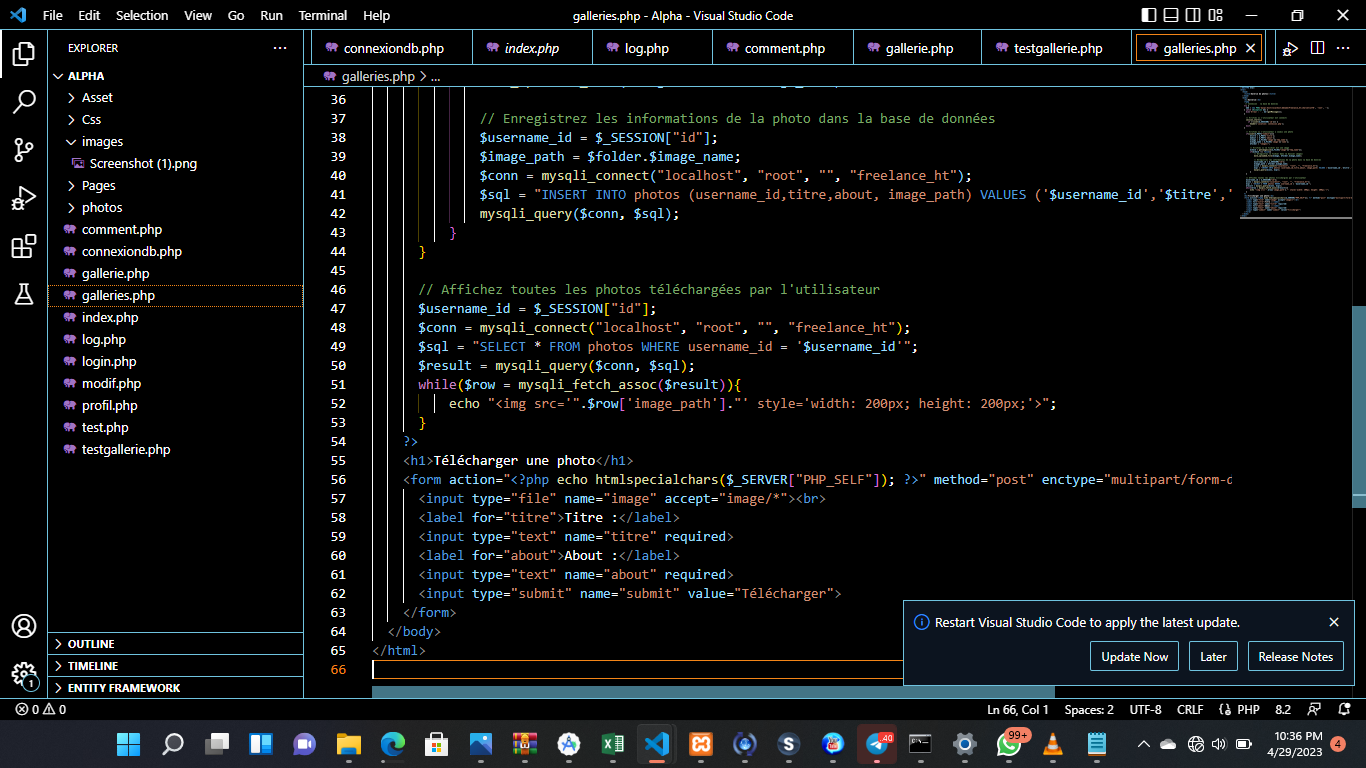 File Edit Selection View Go Run Terminal Help
galleries.php - Alpha - Visual Studio Code
EXPLORER
ALPHA
Asset
Css
images
Screenshot (1).png
Pages
photos
comment.php
connexiondb.php
gallerie.php
galleries.php
index.php
log.php
login.php
modif.php
profil.php
test.php
testgallerie.php
OUTLINE
TIMELINE
ENTITY FRAMEWORK
connexiondb.php index.php log.php comment.php gallerie.php testgallerie.php galleries.php
galleries.php > ...
36
37 // Enregistrez les informations de la photo dans la base de données
38 $username_id = $_SESSION["id"];
39 $image_path = $folder.$image_name;
40 $conn = mysqli_connect("localhost", "root", "", "freelance_ht");
41 $sql = "INSERT INTO photos (username_id,titre,about, image_path) VALUES ('$username_id','$titre','
42 mysqli_query($conn, $sql);
43 }
44 }
45
46 // Affichez toutes les photos téléchargées par l'utilisateur
47 $username_id = $_SESSION["id"];
48 $conn = mysqli_connect("localhost", "root", "", "freelance_ht");
49 $sql = "SELECT * FROM photos WHERE username_id = '$username_id'";
50 $result = mysqli_query($conn, $sql);
51 while($row = mysqli_fetch_assoc($result)){
52 echo "<img src='".$row['image_path']."' style='width: 200px; height: 200px;'>";
53 }
54 ?>
55 <h1>Télécharger une photo</h1>
56 <form action="<?php echo htmlspecialchars($_SERVER["PHP_SELF"]); ?>" method="post" enctype="multipart/form-d
57 <input type="file" name="image" accept="image/*"><br>
58 <label for="titre">Titre :</label>
59 <input type="text" name="titre" required>
60 <label for="about">About :</label>
61 <input type="text" name="about" required>
62 <input type="submit" name="submit" value="Télécharger">
63 </form>
64 </body>
65 </html>
66
Restart Visual Studio Code to apply the latest update.
Update Now Later Release Notes
1
0 0
Ln 66, Col 1 Spaces: 2 UTF-8 CRLF PHP 8.2
.40
99+
10:36 PM
4/29/2023
4